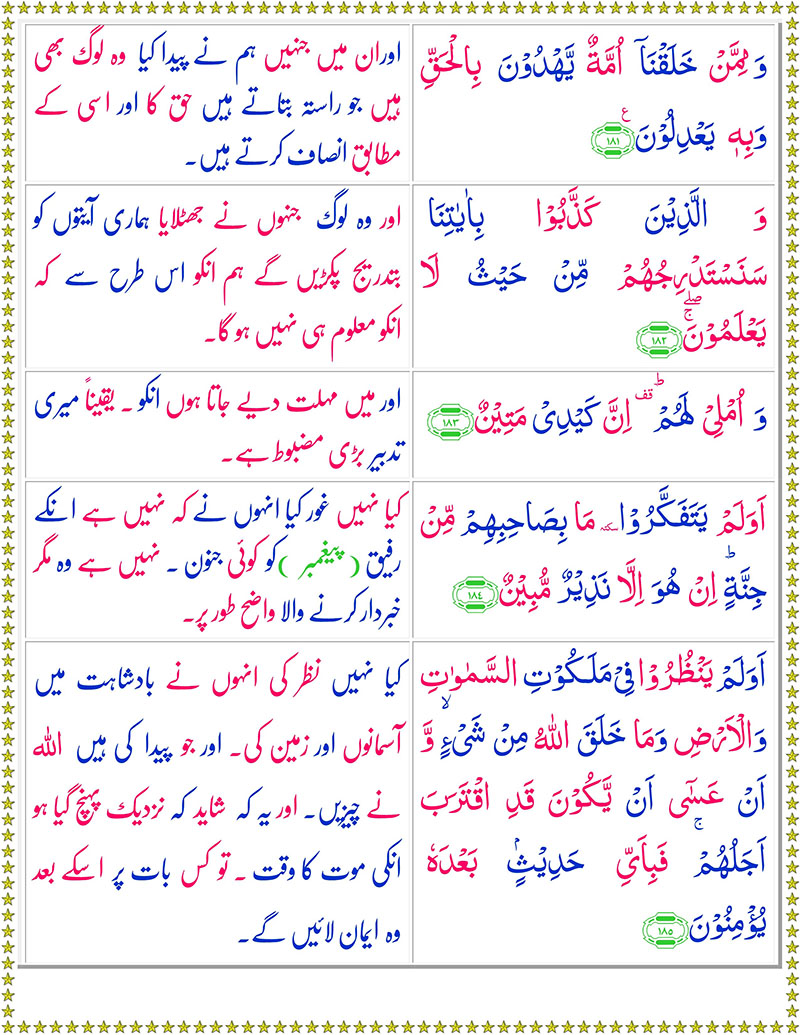 وَ مِمَّنْ خَلَقْنَاۤ اُمَّةٌ يَّهْدُوْنَ بِالْحَقِّ
وَبِهٖ يَعْدِلُوْنَ ࣖ ١٨١
اور ان میں جنہیں ہم نے پیدا کیا وہ لوگ بھی
ہیں جو راستہ بتاتے ہیں حق کا اور اسی کے
مطابق انصاف کرتے ہیں۔
وَ الَّذِيْنَ كَذَّبُوْا بِاٰيٰتِنَا
سَنَسْتَدْرِجُهُمْ مِّنْ حَيْثُ لَا
يَعْلَمُوْنَ ۖۚ ١٨٢
اور وہ لوگ جنہوں نے جھٹلایا ہماری آیتوں کو
بتدریج پکڑیں گے ہم انکو اس طرح سے کہ
انکو معلوم ہی نہیں ہو گا۔
وَ اُمْلِيْ لَهُمْ ؕ قف اِنَّ كَيْدِيْ مَتِيْنٌ ١٨٣
اور میں مہلت دیے جاتا ہوں انکو۔ یقیناً میری
تدبیر بڑی مضبوط ہے۔
اَوَلَمْ يَتَفَكَّرُوْا سكتة مَا بِصَاحِبِهِمْ مِّنْ
جِنَّةٍ ؕ اِنْ هُوَ اِلَّا نَذِيْرٌ مُّبِيْنٌ ١٨٤
کیا نہیں غور کیا انہوں نے کہ نہیں ہے انکے
رفیق (پیغمبر) کو کوئی جنون۔ نہیں ہے وہ مگر
خبردار کرنے والا واضح طور پر۔
اَوَلَمْ يَنْظُرُوْا فِيْ مَلَكُوْتِ السَّمٰوٰتِ
وَالْاَرْضِ وَمَا خَلَقَ اللّٰهُ مِنْ شَيْءٍ ۙ وَّ
اَنْ عَسٰۤى اَنْ يَّكُوْنَ قَدِ اقْتَرَبَ
اَجَلُهُمْ ۚ فَبِاَيِّ حَدِيْثٍۢ بَعْدَهٗ
يُؤْمِنُوْنَ ١٨٥
کیا نہیں نظر کی انہوں نے بادشاہت میں
آسمانوں اور زمین کی۔ اور جو پیدا کی ہیں اللہ
نے چیزیں۔ اور یہ کہ شاید کہ نزدیک پہنچ گیا ہو
انکی موت کا وقت۔ تو کس بات پر اسکے بعد
وہ ایمان لائیں گے۔